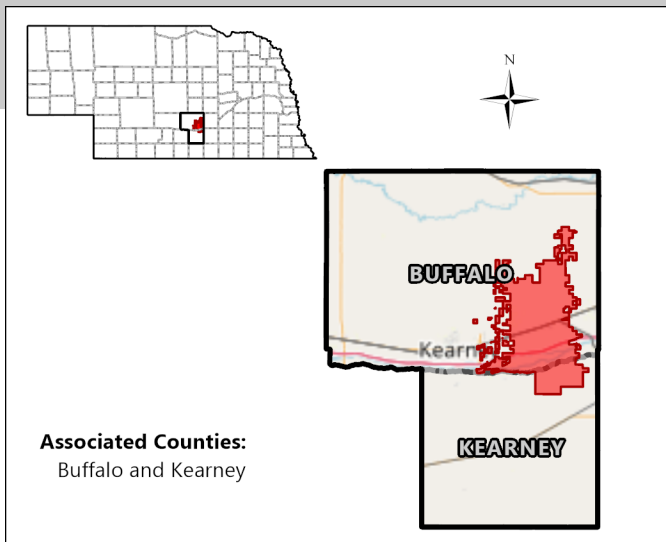 N
BUFFALO
Kearn
KEARNEY
Associated Counties:
Buffalo and Kearney